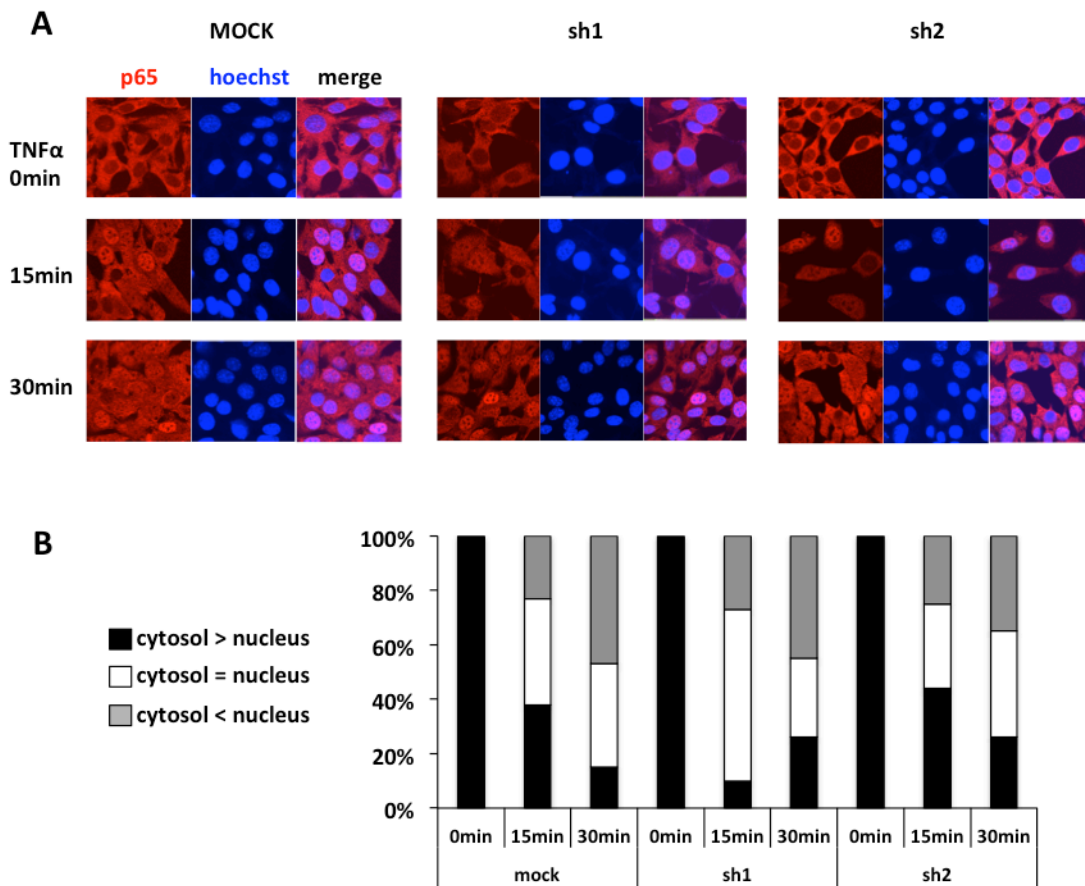 A
MOCK sh1 sh2
p65 hoechst merge
TNFα
0min
15min
30min
B
100%
80%
60%
40%
20%
0%
cytosol > nucleus
cytosol = nucleus
cytosol < nucleus
0min 15min 30min 0min 15min 30min 0min 15min 30min
mock sh1 sh2